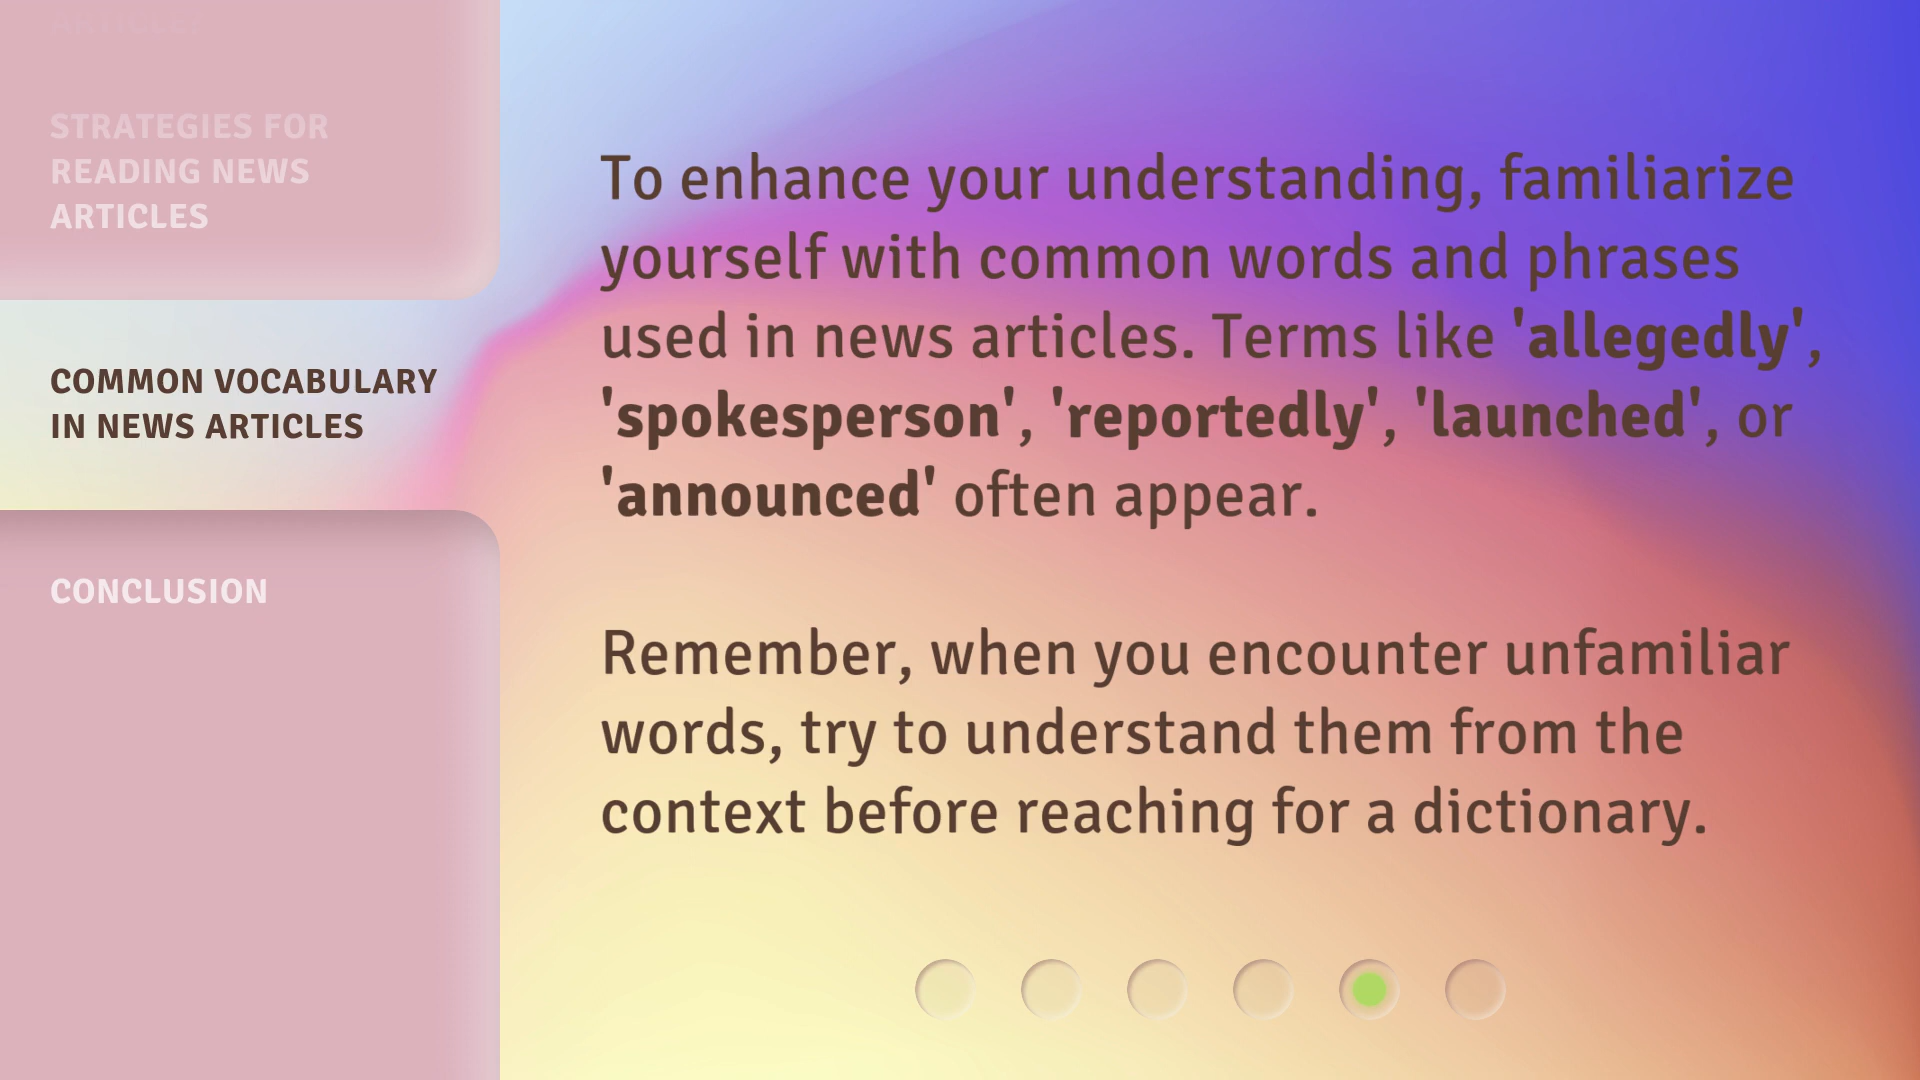 STRATEGIES FOR
READING NEWS
ARTICLES
COMMON VOCABULARY
IN NEWS ARTICLES
CONCLUSION
To enhance your understanding, familiarize
yourself with common words and phrases
used in news articles. Terms like 'allegedly',
'spokesperson', 'reportedly', 'launched', or
'announced' often appear.
Remember, when you encounter unfamiliar
words, try to understand them from the
context before reaching for a dictionary.